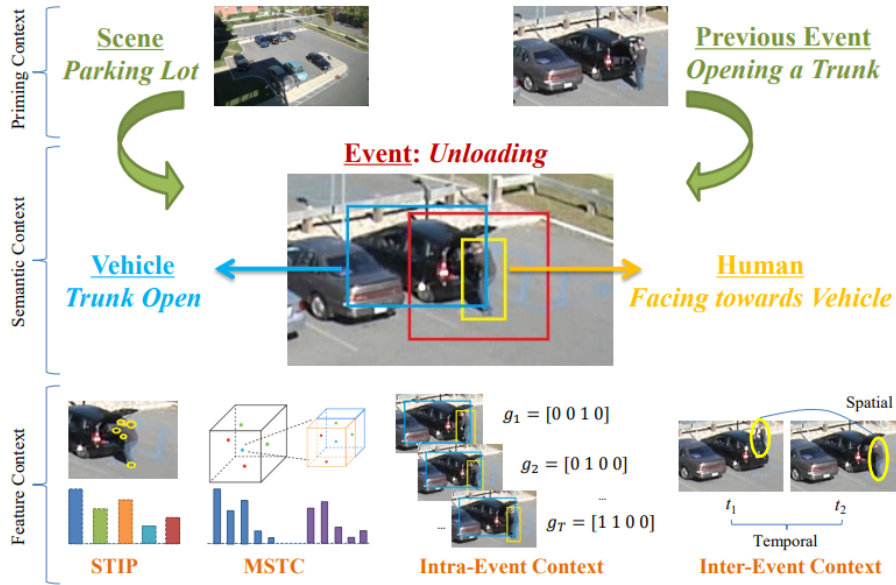 Priming Context
Scene
Parking Lot
Previous Event
Opening a Trunk
Semantic Context
Event: Unloading
Vehicle
Trunk Open
Human
Facing towards Vehicle
Feature Context
g₁ = [0 0 1 0]
g₂ = [0 1 0 0]
...
... g_T = [1 1 0 0]
Spatial
t₁ t₂
Temporal
STIP
MSTC
Intra-Event Context
Inter-Event Context